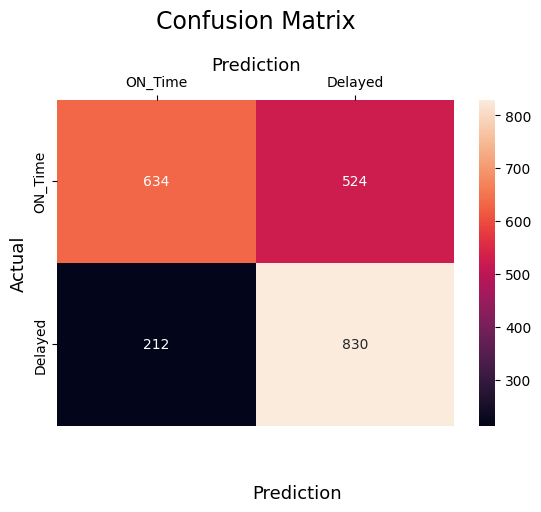 Confusion Matrix
Prediction
ON_Time Delayed
800
700
600
500
400
300
Actual
ON_Time
634 524
Delayed
212 830
Prediction